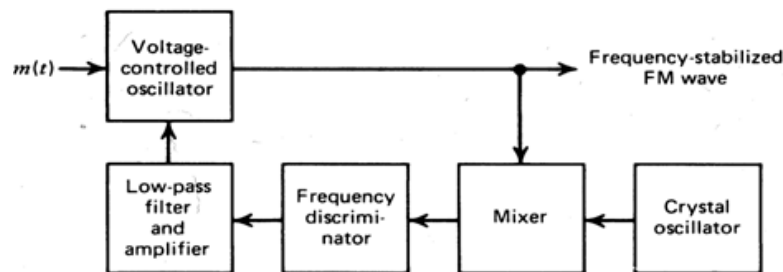 Voltage-
controlled
oscillator
m(t)
Frequency-stabilized
FM wave
Low-pass
filter
and
amplifier
Frequency
discrimi-
nator
Mixer
Crystal
oscillator